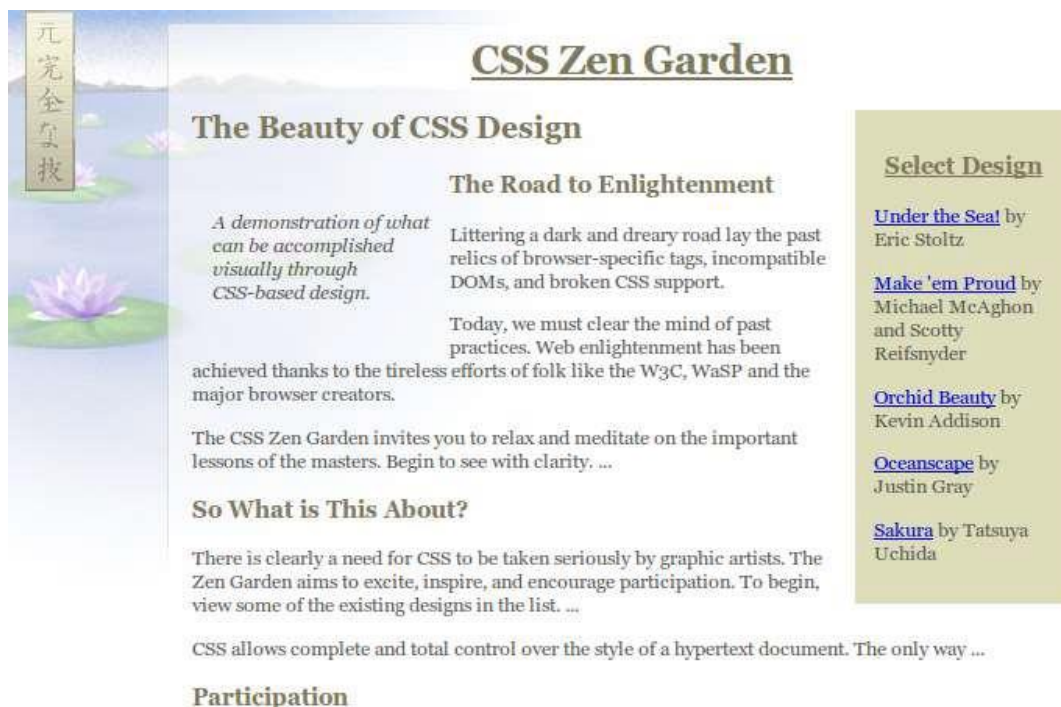 元
完
全
な
技
CSS Zen Garden
The Beauty of CSS Design
A demonstration of what
can be accomplished
visually through
CSS-based design.
The Road to Enlightenment
Littering a dark and dreary road lay the past
relics of browser-specific tags, incompatible
DOMs, and broken CSS support.
Today, we must clear the mind of past
practices. Web enlightenment has been
achieved thanks to the tireless efforts of folk like the W3C, WaSP and the
major browser creators.
The CSS Zen Garden invites you to relax and meditate on the important
lessons of the masters. Begin to see with clarity. ...
So What is This About?
There is clearly a need for CSS to be taken seriously by graphic artists. The
Zen Garden aims to excite, inspire, and encourage participation. To begin,
view some of the existing designs in the list. ...
CSS allows complete and total control over the style of a hypertext document. The only way ...
Participation
Select Design
Under the Sea! by
Eric Stoltz
Make 'em Proud by
Michael McAghon
and Scotty
Reifsnyder
Orchid Beauty by
Kevin Addison
Oceanscape by
Justin Gray
Sakura by Tatsuya
Uchida